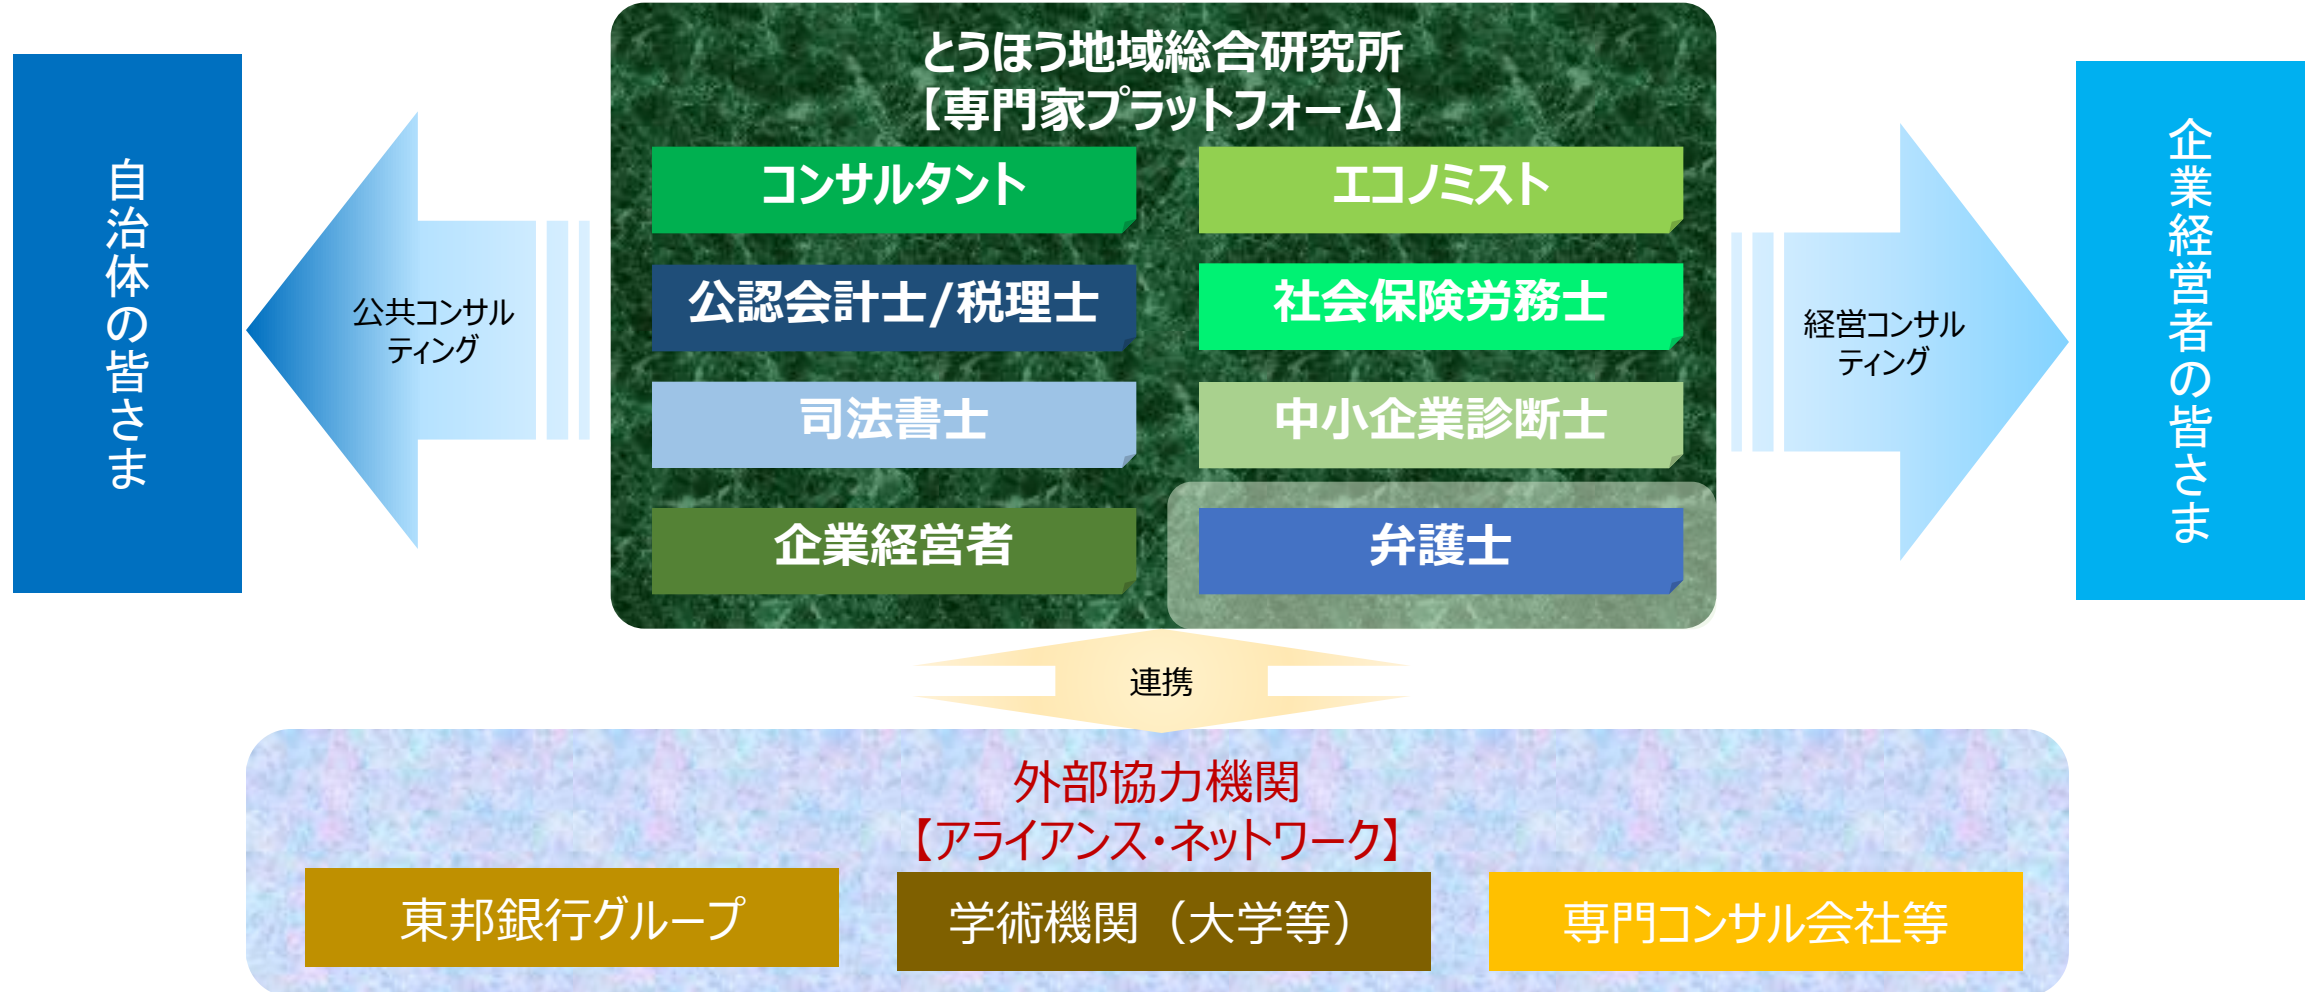 とうほう地域総合研究所
【専門家プラットフォーム】
自治体の皆さま
公共コンサル
ティング
コンサルタント
エコノミスト
公認会計士/税理士
社会保険労務士
司法書士
中小企業診断士
企業経営者
弁護士
経営コンサル
ティング
企業経営者の皆さま
連携
外部協力機関
【アライアンス・ネットワーク】
東邦銀行グループ
学術機関（大学等）
専門コンサル会社等